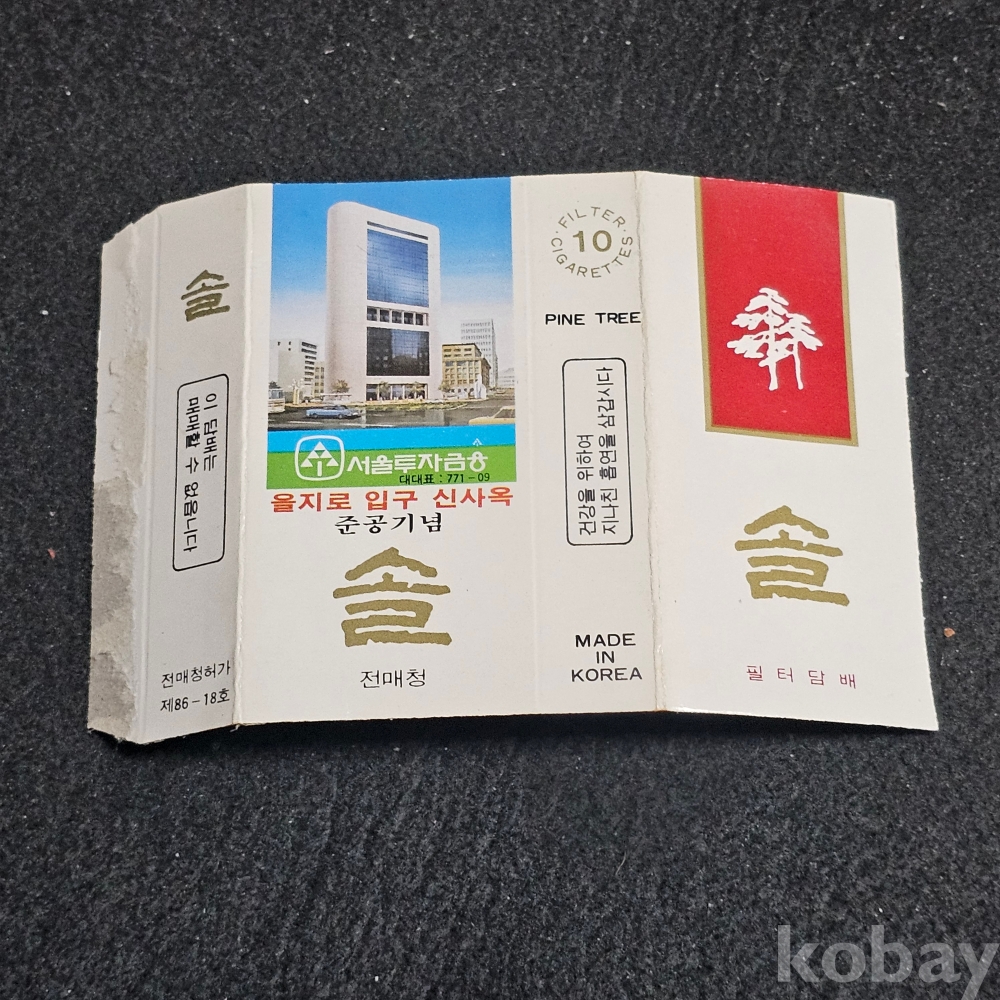 솔
이 담배는
매매할 수 없읍니다
전매청허가
제86-18호
서울투자금융
대대표 : 771-09
을지로 입구 신사옥
준공기념
솔
전매청
FILTER
10
CIGARETTES
PINE TREE
건강을 위하여
지나친 흡연을 삼갑시다
MADE
IN
KOREA
솔
필터담배
kobay